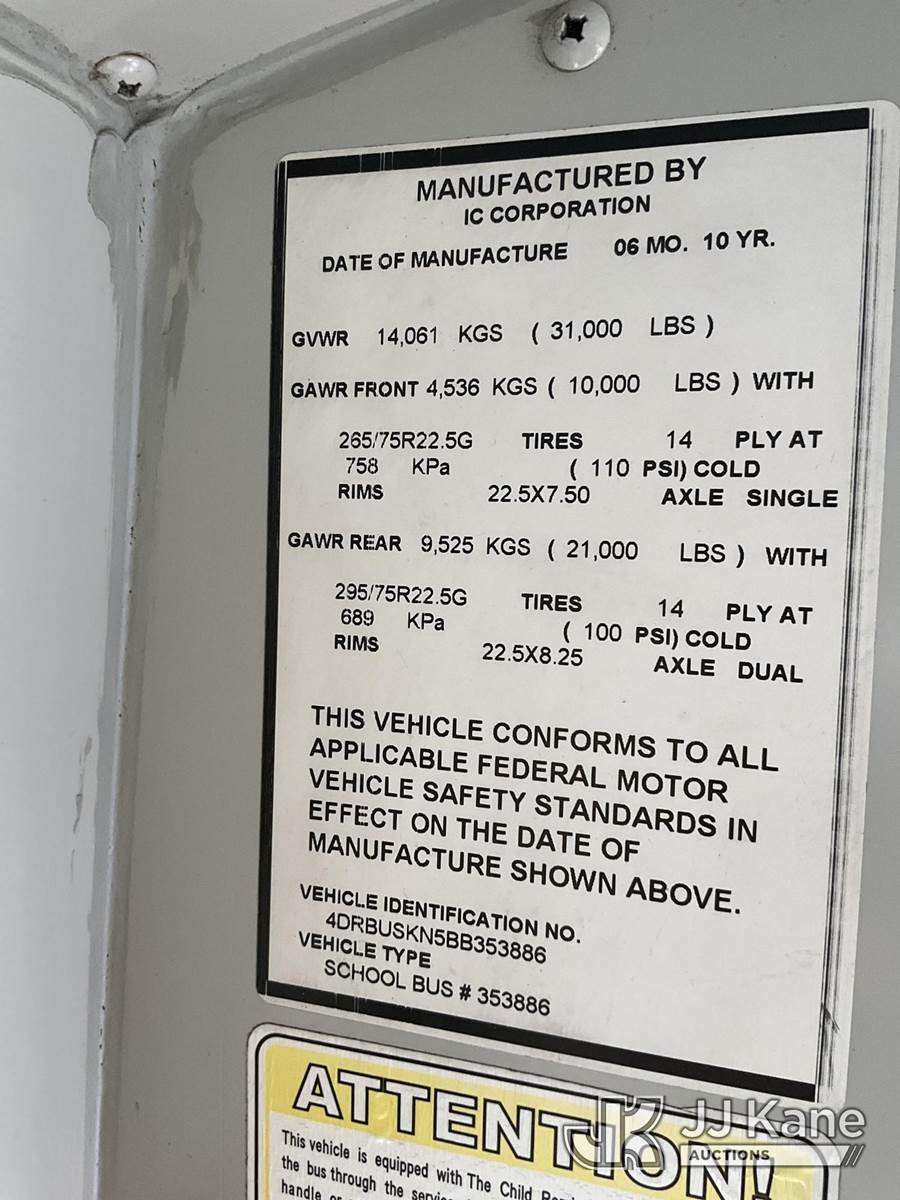 MANUFACTURED BY
IC CORPORATION
DATE OF MANUFACTURE 06 MO. 10 YR.
GVWR 14,061 KGS ( 31,000 LBS )
GAWR FRONT 4,536 KGS ( 10,000 LBS ) WITH
265/75R22.5G TIRES 14 PLY AT
758 KPa ( 110 PSI) COLD
RIMS 22.5X7.50 AXLE SINGLE
GAWR REAR 9,525 KGS ( 21,000 LBS ) WITH
295/75R22.5G TIRES 14 PLY AT
689 KPa ( 100 PSI) COLD
RIMS 22.5X8.25 AXLE DUAL
THIS VEHICLE CONFORMS TO ALL
APPLICABLE FEDERAL MOTOR
VEHICLE SAFETY STANDARDS IN
EFFECT ON THE DATE OF
MANUFACTURE SHOWN ABOVE.
VEHICLE IDENTIFICATION NO.
4DRBUSKN5BB353886
VEHICLE TYPE
SCHOOL BUS # 353886
ATTENTION!
This vehicle is equipped with The Child
the bus through the
handle
JJ Kane
AUCTIONS